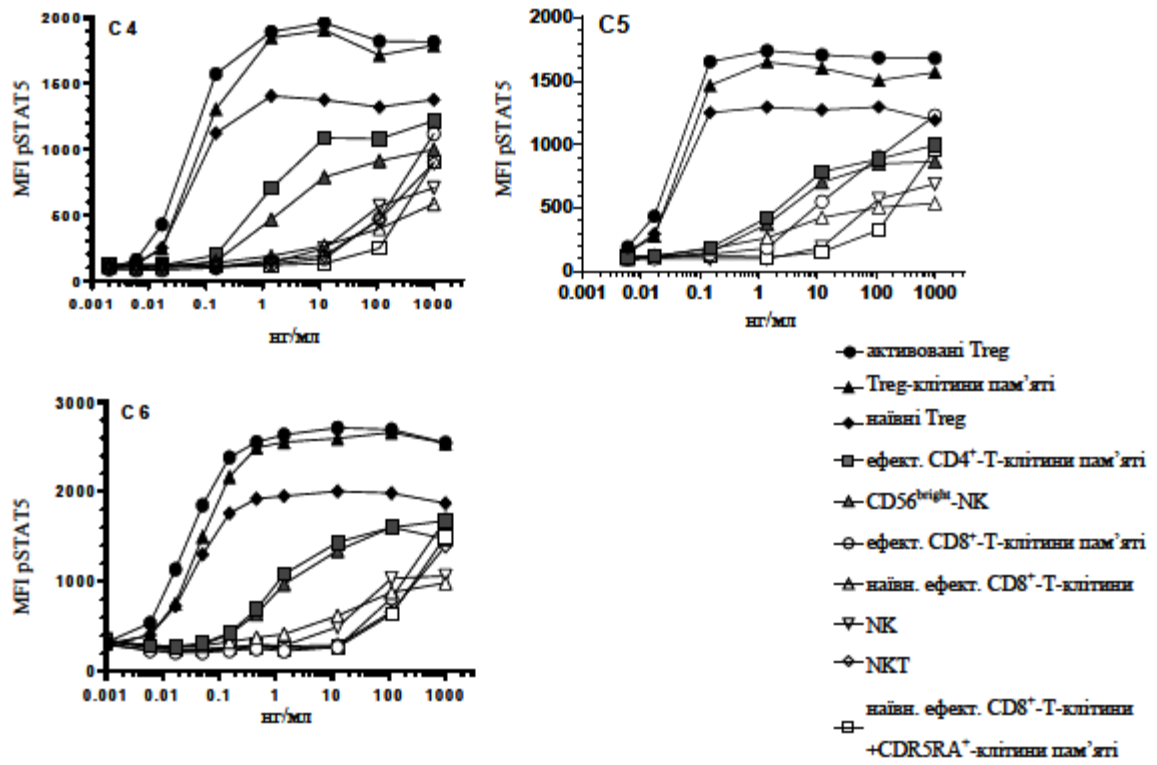 C 4
2000
1500
1000
500
0
MFI pSTAT5
0.001 0.01 0.1 1 10 100 1000
нг/мл
C5
2000
1500
1000
500
0
MFI pSTAT5
0.001 0.01 0.1 1 10 100 1000
нг/мл
C 6
3000
2000
1000
0
MFI pSTAT5
0.001 0.01 0.1 1 10 100 1000
нг/мл
активовані Treg
Treg-клітини пам’яті
наївні Treg
ефект. CD4⁺-Т-клітини пам’яті
CD56ᵇʳⁱᵍʰᵗ-NK
ефект. CD8⁺-Т-клітини пам’яті
наївн. ефект. CD8⁺-Т-клітини
NK
NKT
наївн. ефект. CD8⁺-Т-клітини
+CDR5RA⁺-клітини пам’яті